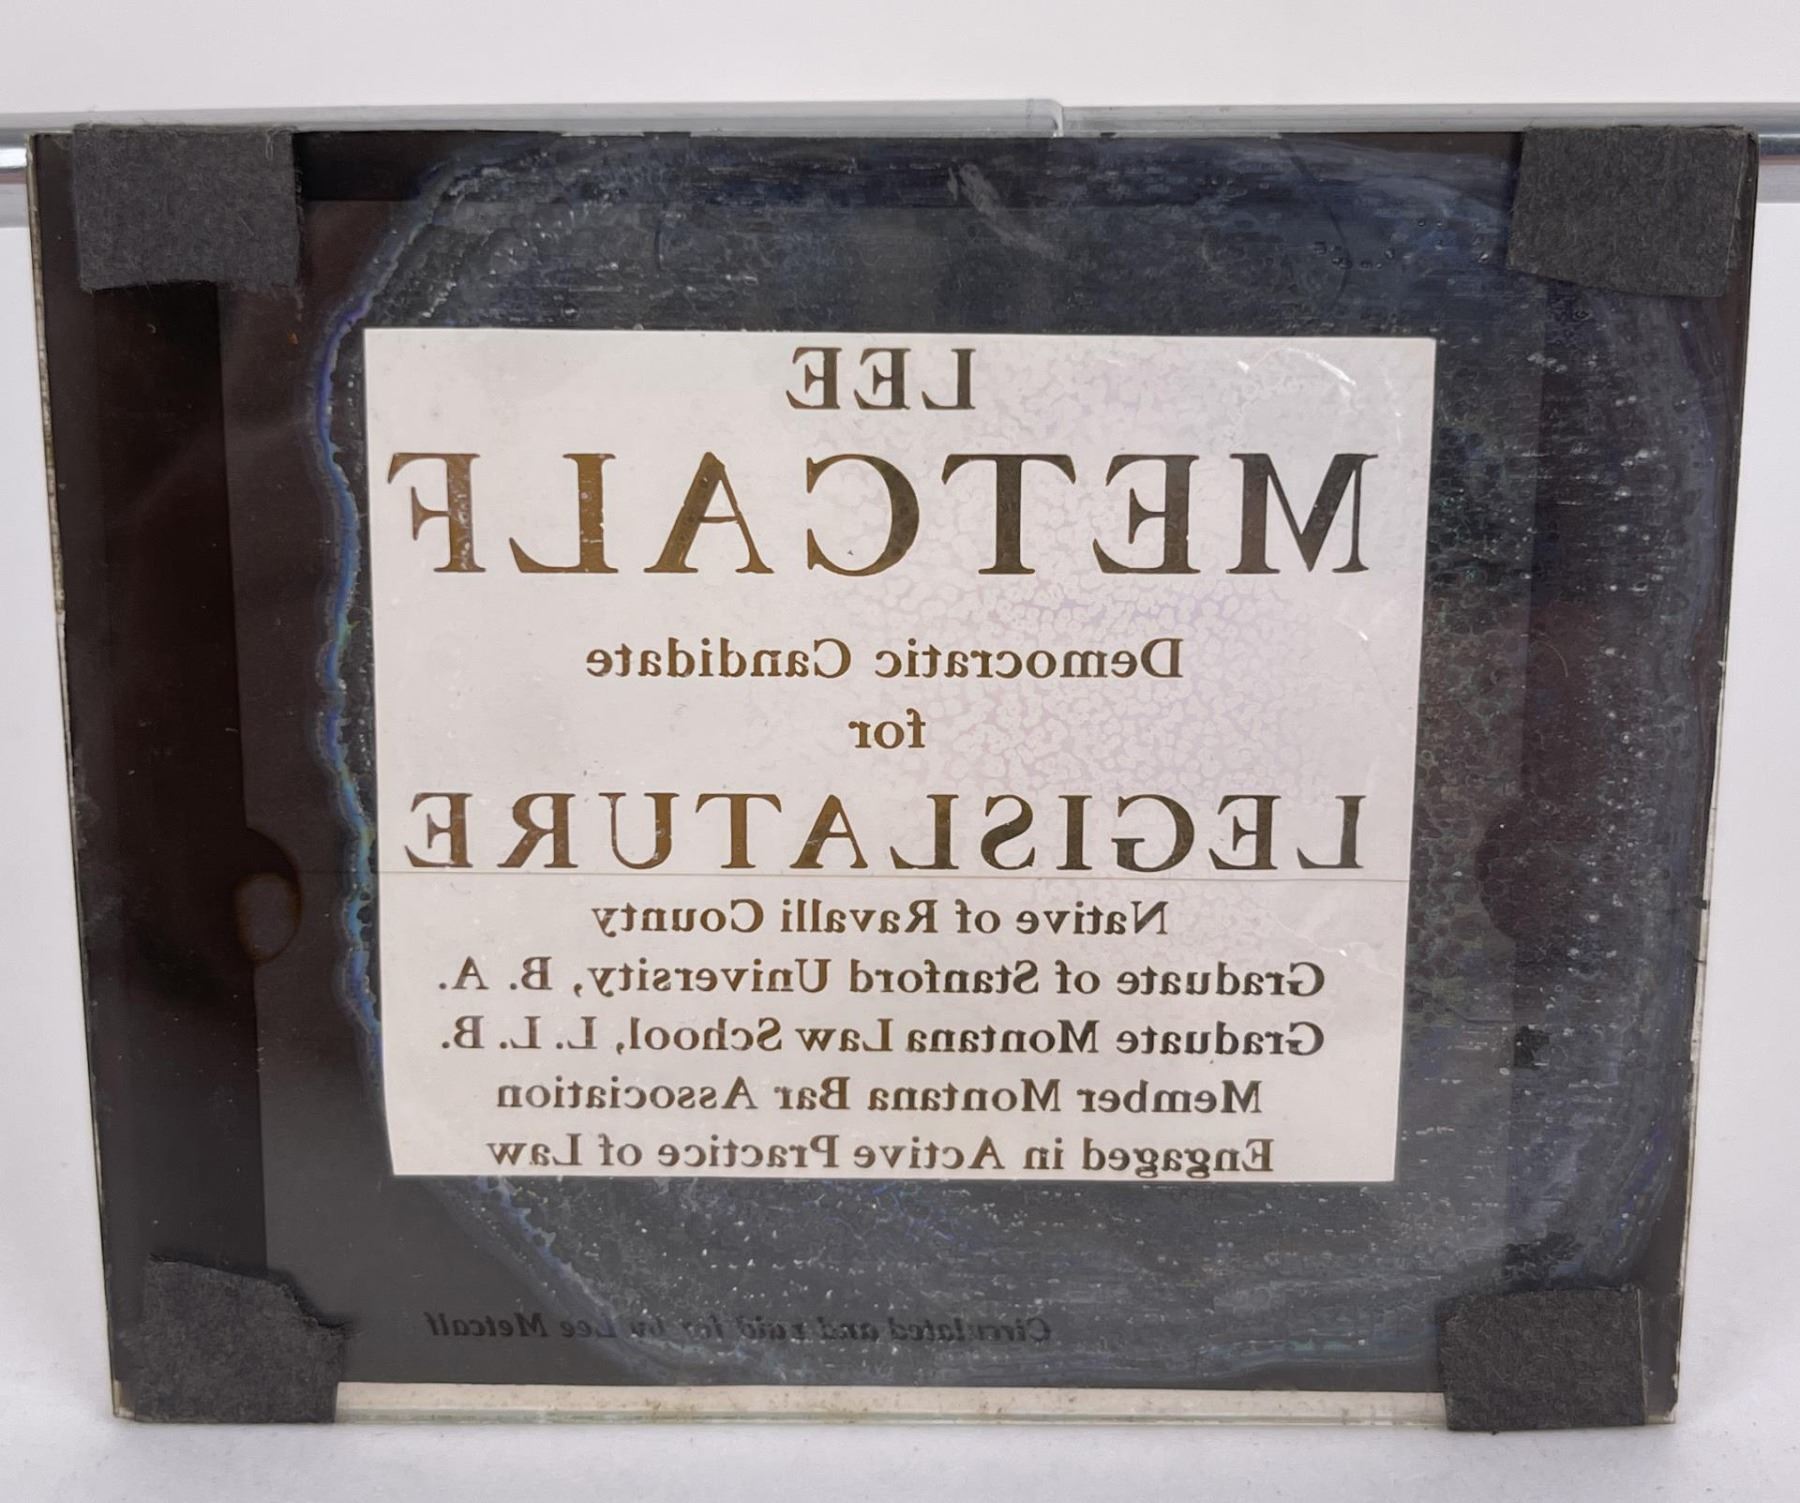 LEE
METCALF
Democratic Candidate
for
LEGISLATURE
Native of Ravalli County
Graduate of Stanford University, B. A.
Graduate Montana Law School, L. L. B.
Member Montana Bar Association
Engaged in Active Practice of Law
Circulated and paid for by Lee Metcalf